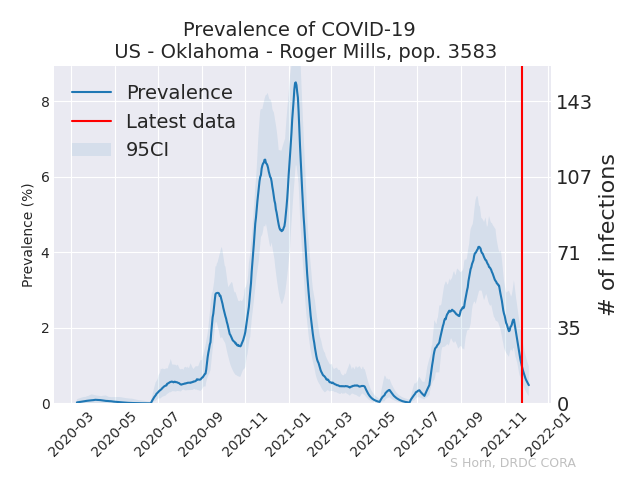 Prevalence of COVID-19
US - Oklahoma - Roger Mills, pop. 3583
Prevalence
Latest data
95CI
Prevalence (%)
8
6
4
2
0
143
107
71
35
0
# of infections
2020-03
2020-05
2020-07
2020-09
2020-11
2021-01
2021-03
2021-05
2021-07
2021-09
2021-11
2022-01
S Horn, DRDC CORA